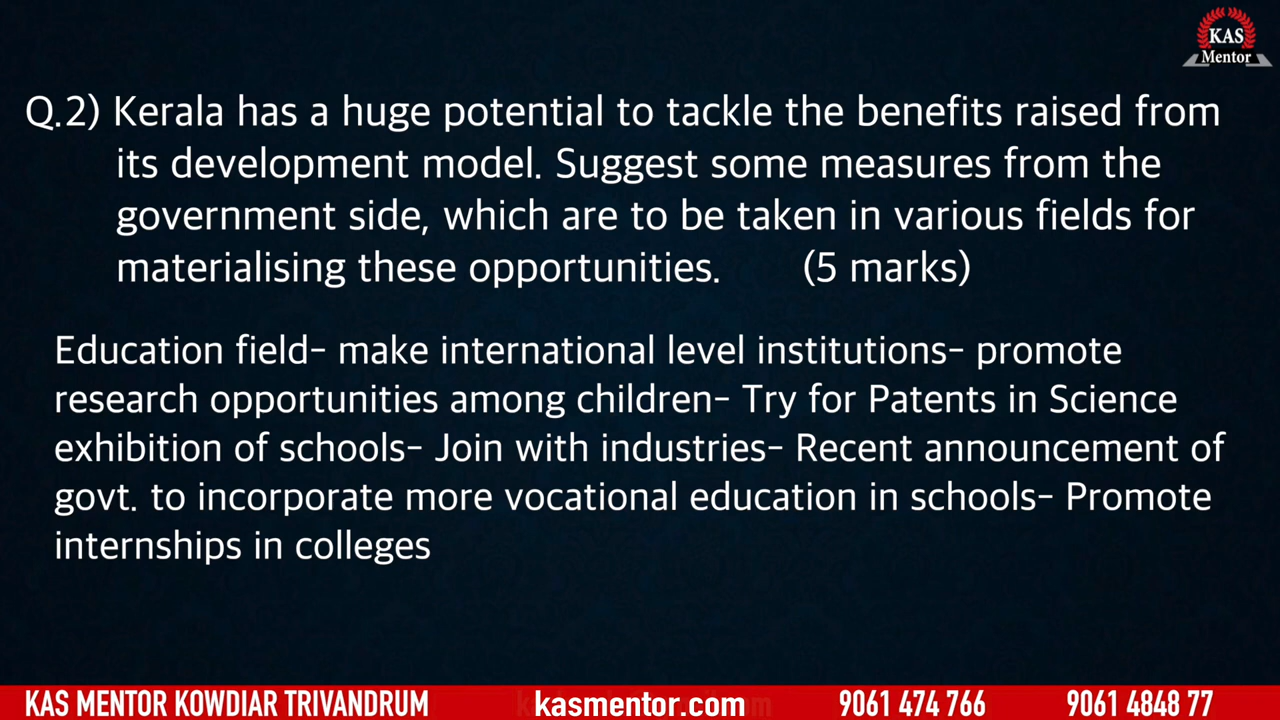 KAS
Mentor
Q.2) Kerala has a huge potential to tackle the benefits raised from
its development model. Suggest some measures from the
government side, which are to be taken in various fields for
materialising these opportunities. (5 marks)
Education field- make international level institutions- promote
research opportunities among children- Try for Patents in Science
exhibition of schools- Join with industries- Recent announcement of
govt. to incorporate more vocational education in schools- Promote
internships in colleges
KAS MENTOR KOWDIAR TRIVANDRUM kasmentor.com 9061 474 766 9061 4848 77